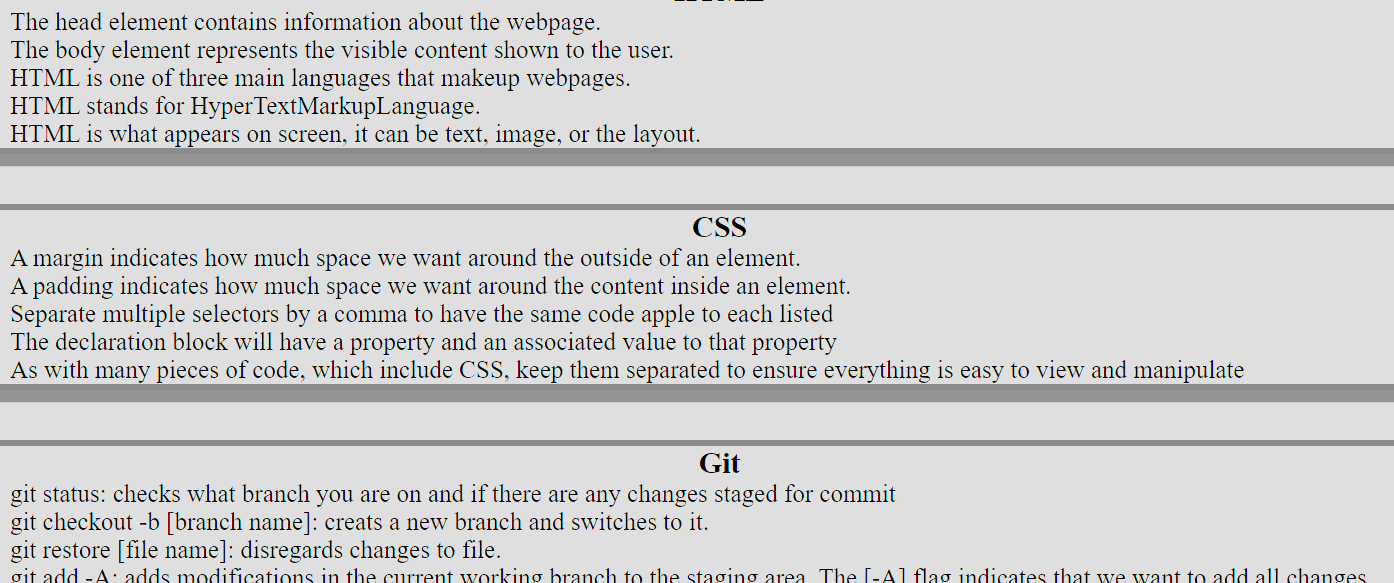 The head element contains information about the webpage.
The body element represents the visible content shown to the user.
HTML is one of three main languages that makeup webpages.
HTML stands for HyperTextMarkupLanguage.
HTML is what appears on screen, it can be text, image, or the layout.
CSS
A margin indicates how much space we want around the outside of an element.
A padding indicates how much space we want around the content inside an element.
Separate multiple selectors by a comma to have the same code apple to each listed
The declaration block will have a property and an associated value to that property
As with many pieces of code, which include CSS, keep them separated to ensure everything is easy to view and manipulate
Git
git status: checks what branch you are on and if there are any changes staged for commit
git checkout -b [branch name]: creats a new branch and switches to it.
git restore [file name]: disregards changes to file.
git add -A: adds modifications in the current working branch to the staging area. The [-A] flag indicates that we want to add all changes